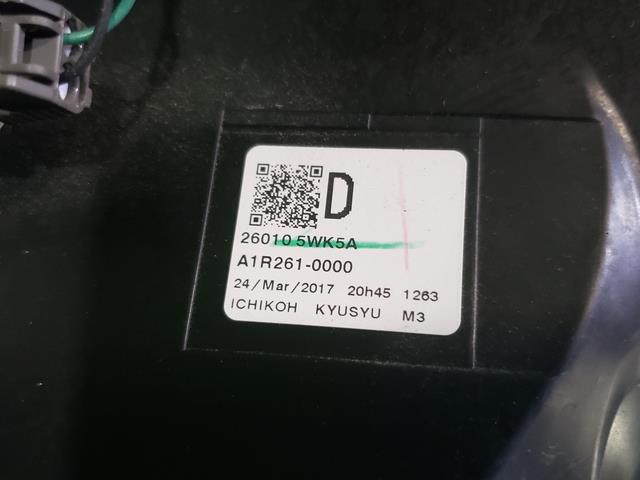 D
26010 5WK5A
A1R261-0000
24/Mar/2017 20h45 1263
ICHIKOH KYUSYU M3